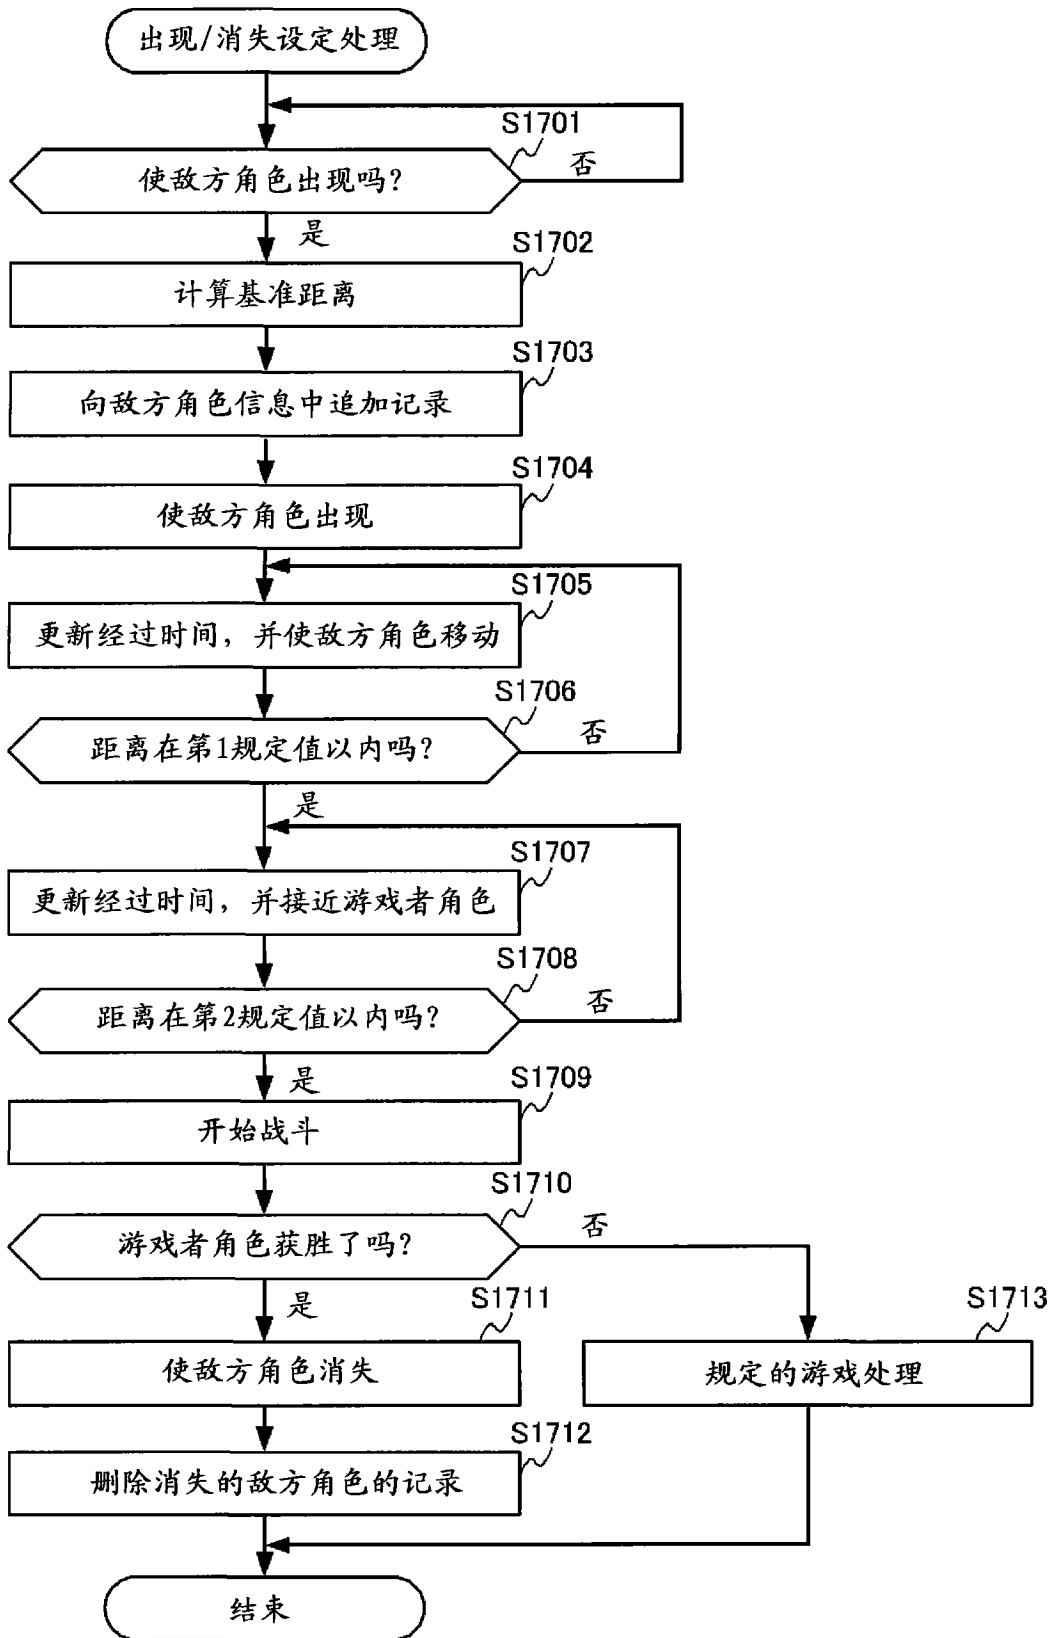 出现/消失设定处理
S1701
使敌方角色出现吗?
否
是
S1702
计算基准距离
S1703
向敌方角色信息中追加记录
S1704
使敌方角色出现
S1705
更新经过时间，并使敌方角色移动
S1706
距离在第1规定值以内吗?
否
是
S1707
更新经过时间，并接近游戏者角色
S1708
距离在第2规定值以内吗?
否
是
S1709
开始战斗
S1710
游戏者角色获胜了吗?
否
是
S1711
使敌方角色消失
S1713
规定的游戏处理
S1712
删除消失的敌方角色的记录
结束